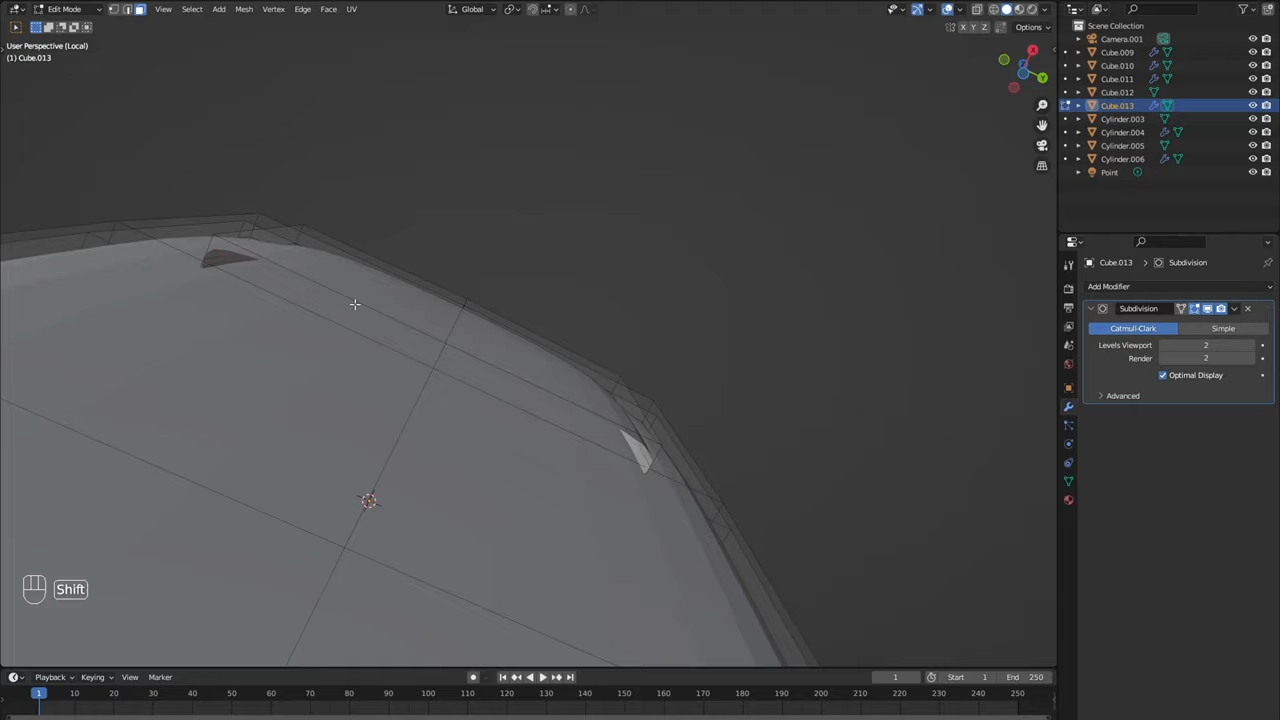 Edit Mode View Select Add Mesh Vertex Edge Face UV Global
X Y Z Options
User Perspective (Local)
(1) Cube.013
X
Y
Z
Scene Collection
Camera.001
Cube.009
Cube.010
Cube.011
Cube.012
Cube.013
Cylinder.003
Cylinder.004
Cylinder.005
Cylinder.006
Point
Cube.013 Subdivision
Add Modifier
Subdivision
Catmull-Clark Simple
Levels Viewport 2
Render 2
Optimal Display
Advanced
Shift
Playback Keying View Marker 1 Start 1 End 250
1 10 20 30 40 50 60 70 80 90 100 110 120 130 140 150 160 170 180 190 200 210 220 230 240 250